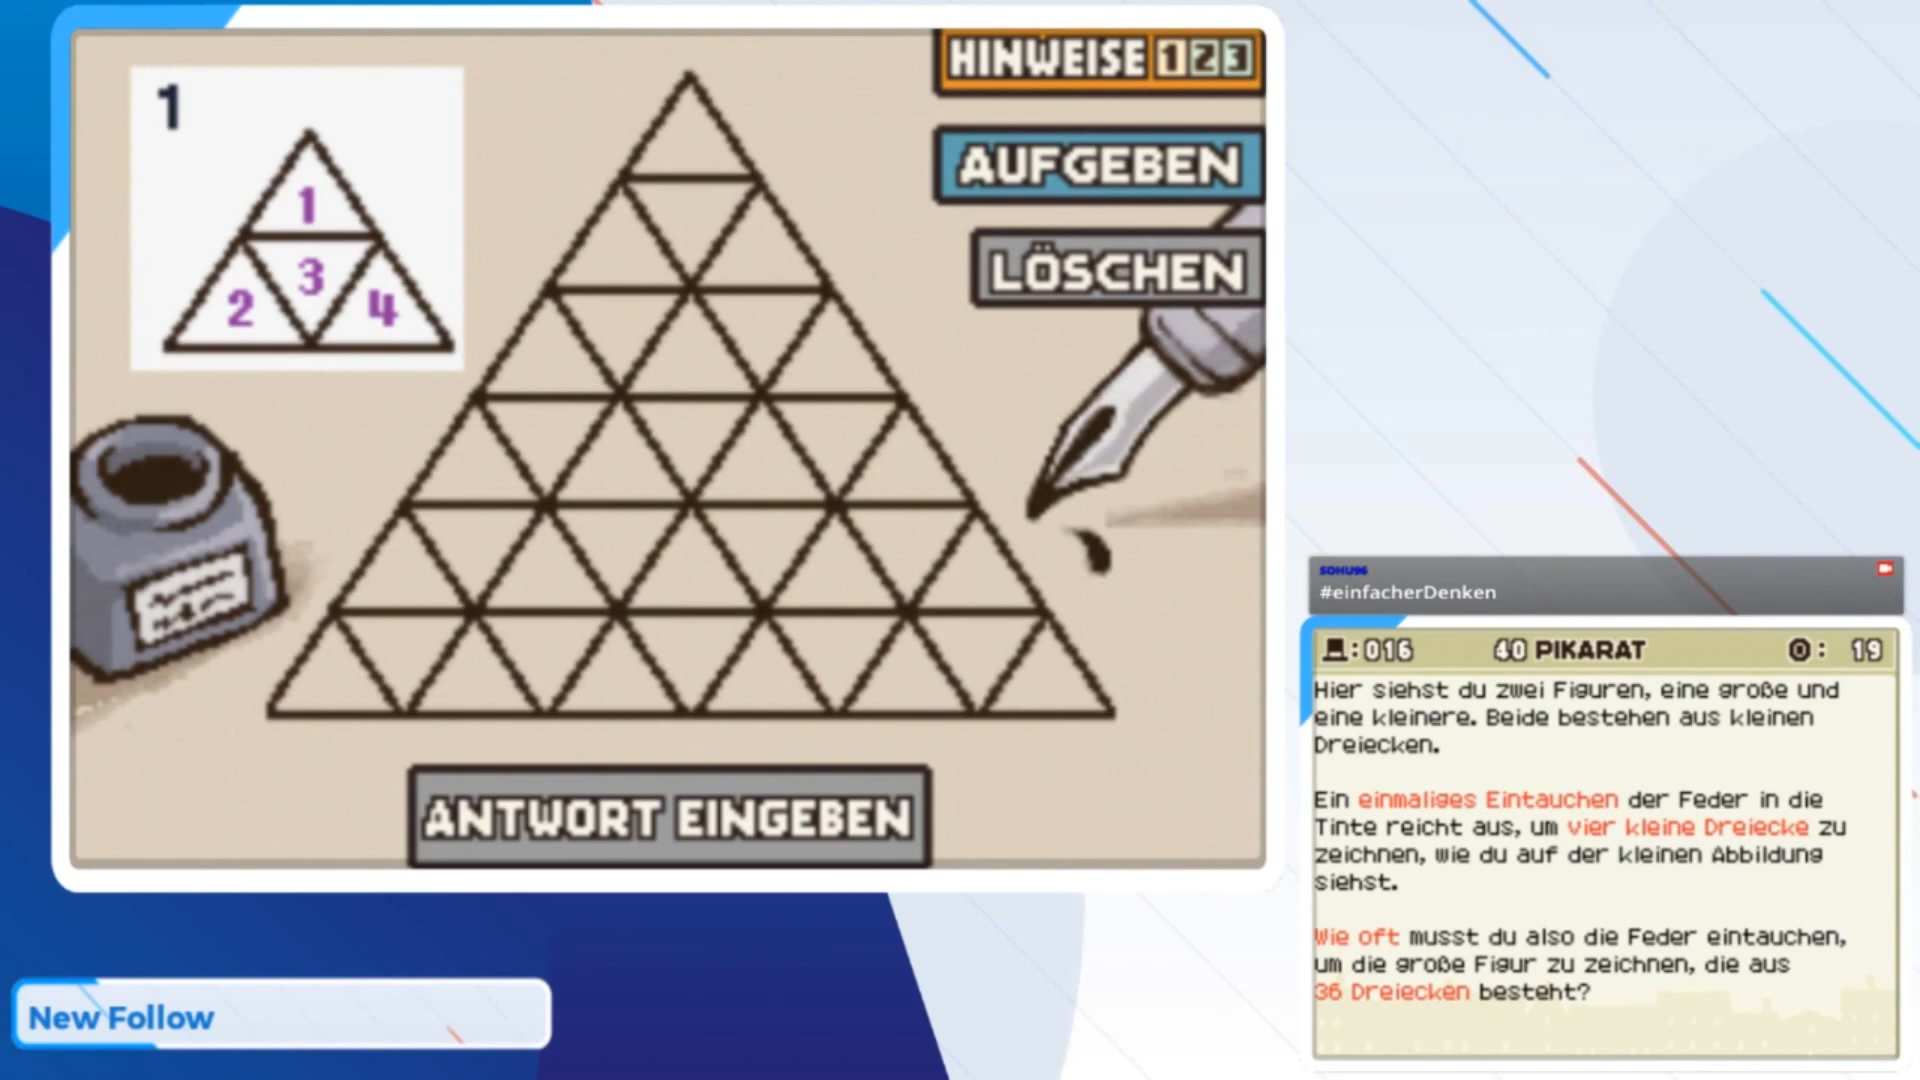 HINWEISE 1 2 3
AUFGEBEN
LÖSCHEN
1
1
2
3
4
ANTWORT EINGEBEN
New Follow
SOHU96
#einfacherDenken
:016 40 PIKARAT : 19
Hier siehst du zwei Figuren, eine große und
eine kleinere. Beide bestehen aus kleinen
Dreiecken.
Ein einmaliges Eintauchen der Feder in die
Tinte reicht aus, um vier kleine Dreiecke zu
zeichnen, wie du auf der kleinen Abbildung
siehst.
Wie oft musst du also die Feder eintauchen,
um die große Figur zu zeichnen, die aus
36 Dreiecken besteht?